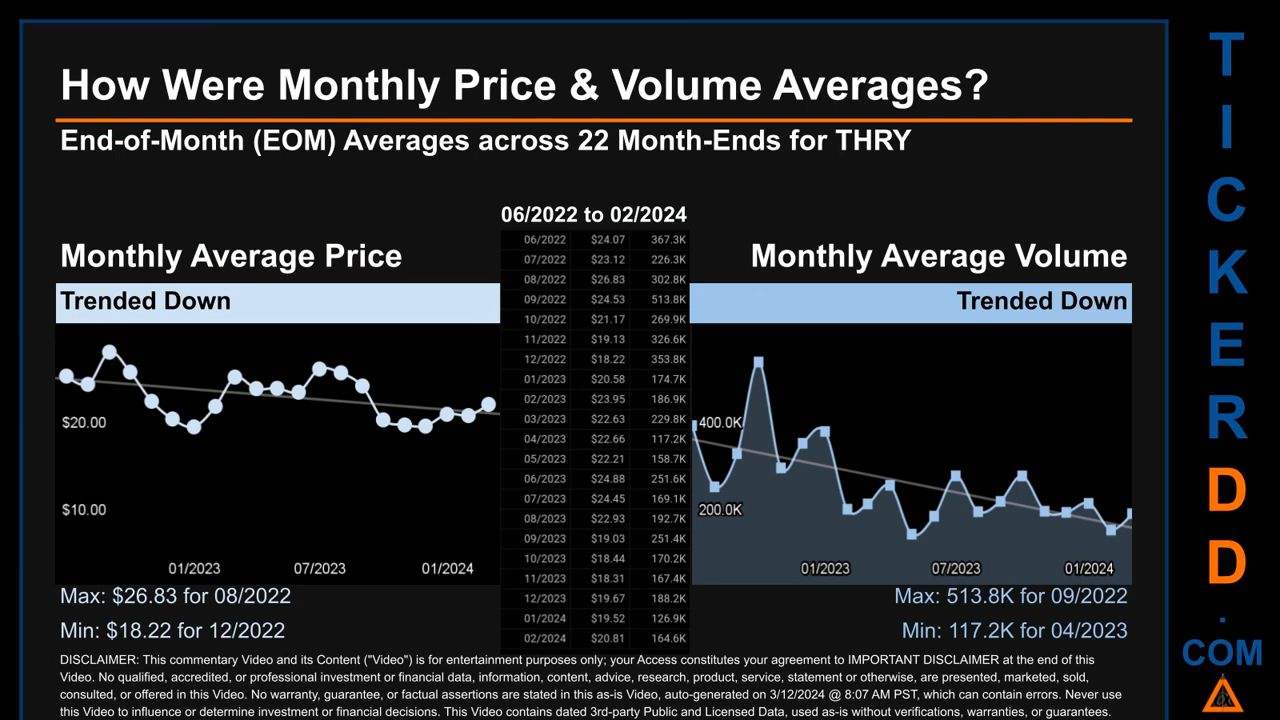 How Were Monthly Price & Volume Averages?
End-of-Month (EOM) Averages across 22 Month-Ends for THRY
06/2022 to 02/2024
Monthly Average Price
Trended Down
$20.00
$10.00
01/2023 07/2023 01/2024
Max: $26.83 for 08/2022
Min: $18.22 for 12/2022
06/2022 $24.07 367.3K
07/2022 $23.12 226.3K
08/2022 $26.83 302.8K
09/2022 $24.53 513.8K
10/2022 $21.17 269.9K
11/2022 $19.13 326.6K
12/2022 $18.22 353.8K
01/2023 $20.58 174.7K
02/2023 $23.95 186.9K
03/2023 $22.63 229.8K
04/2023 $22.66 117.2K
05/2023 $22.21 158.7K
06/2023 $24.88 251.6K
07/2023 $24.45 169.1K
08/2023 $22.93 192.7K
09/2023 $19.03 251.4K
10/2023 $18.44 170.2K
11/2023 $18.31 167.4K
12/2023 $19.67 188.2K
01/2024 $19.52 126.9K
02/2024 $20.81 164.6K
Monthly Average Volume
Trended Down
400.0K
200.0K
01/2023 07/2023 01/2024
Max: 513.8K for 09/2022
Min: 117.2K for 04/2023
DISCLAIMER: This commentary Video and its Content ("Video") is for entertainment purposes only; your Access constitutes your agreement to IMPORTANT DISCLAIMER at the end of this
Video. No qualified, accredited, or professional investment or financial data, information, content, advice, research, product, service, statement or otherwise, are presented, marketed, sold,
consulted, or offered in this Video. No warranty, guarantee, or factual assertions are stated in this as-is Video, auto-generated on 3/12/2024 @ 8:07 AM PST, which can contain errors. Never use
this Video to influence or determine investment or financial decisions. This Video contains dated 3rd-party Public and Licensed Data, used as-is without verifications, warranties, or guarantees.
T
I
C
K
E
R
D
D
.
COM